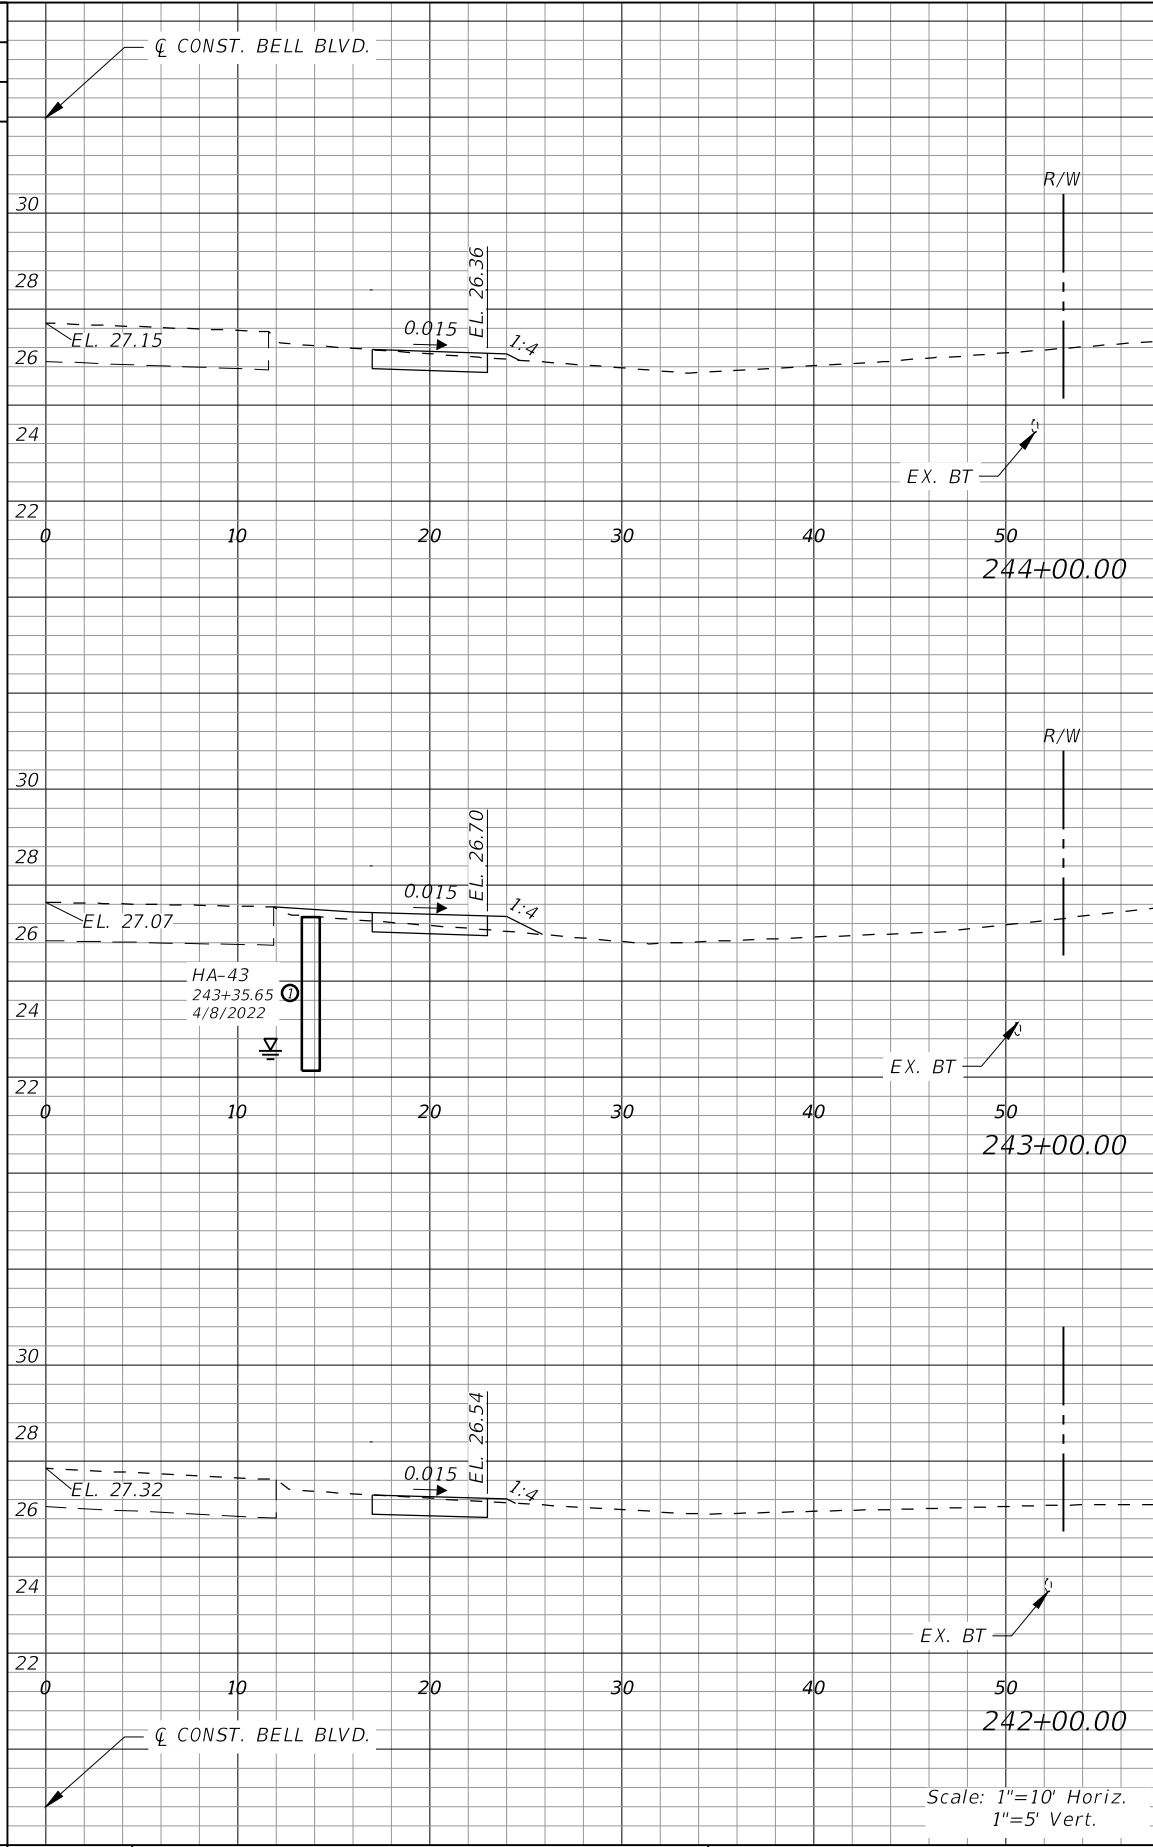 ℄ CONST. BELL BLVD.
R/W
30
28
26
24
22
EL. 26.36
0.015
1:4
EL. 27.15
EX. BT
0 10 20 30 40 50
244+00.00
R/W
30
28
26
24
22
EL. 26.70
0.015
1:4
EL. 27.07
HA-43
243+35.65
4/8/2022
1
EX. BT
0 10 20 30 40 50
243+00.00
30
28
26
24
22
EL. 26.54
0.015
1:4
EL. 27.32
EX. BT
0 10 20 30 40 50
242+00.00
℄ CONST. BELL BLVD.
Scale: 1"=10' Horiz.
1"=5' Vert.